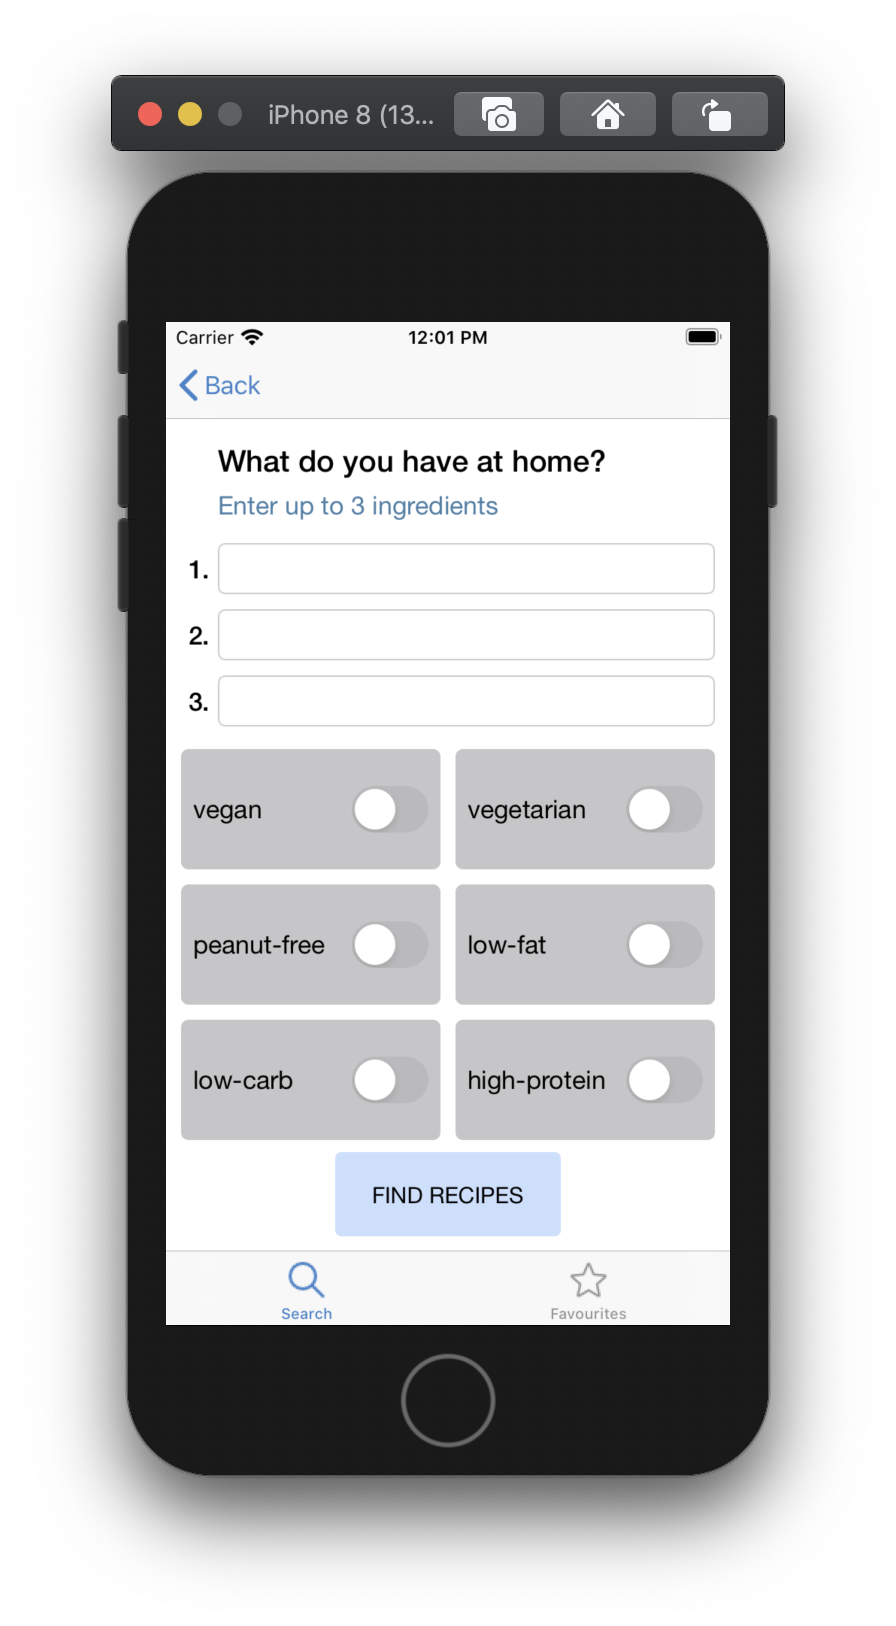 iPhone 8 (13...
Carrier 12:01 PM
Back
What do you have at home?
Enter up to 3 ingredients
1.
2.
3.
vegan vegetarian
peanut-free low-fat
low-carb high-protein
FIND RECIPES
Search Favourites